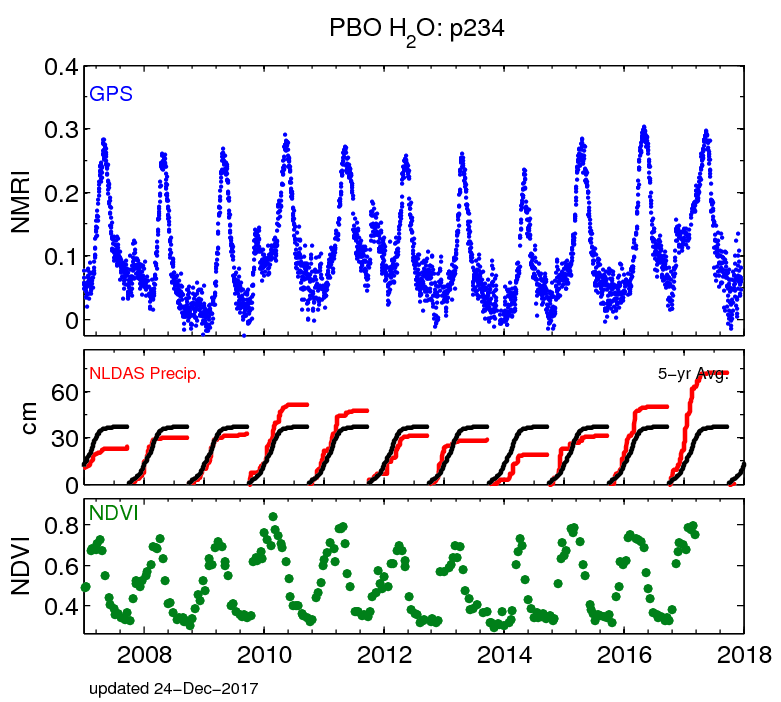 PBO H2O: p234
0.4
GPS
0.3
0.2
0.1
0
NMRI
NLDAS Precip.
5−yr Avg.
60
30
0
cm
NDVI
0.8
0.6
0.4
NDVI
2008 2010 2012 2014 2016 2018
updated 24−Dec−2017